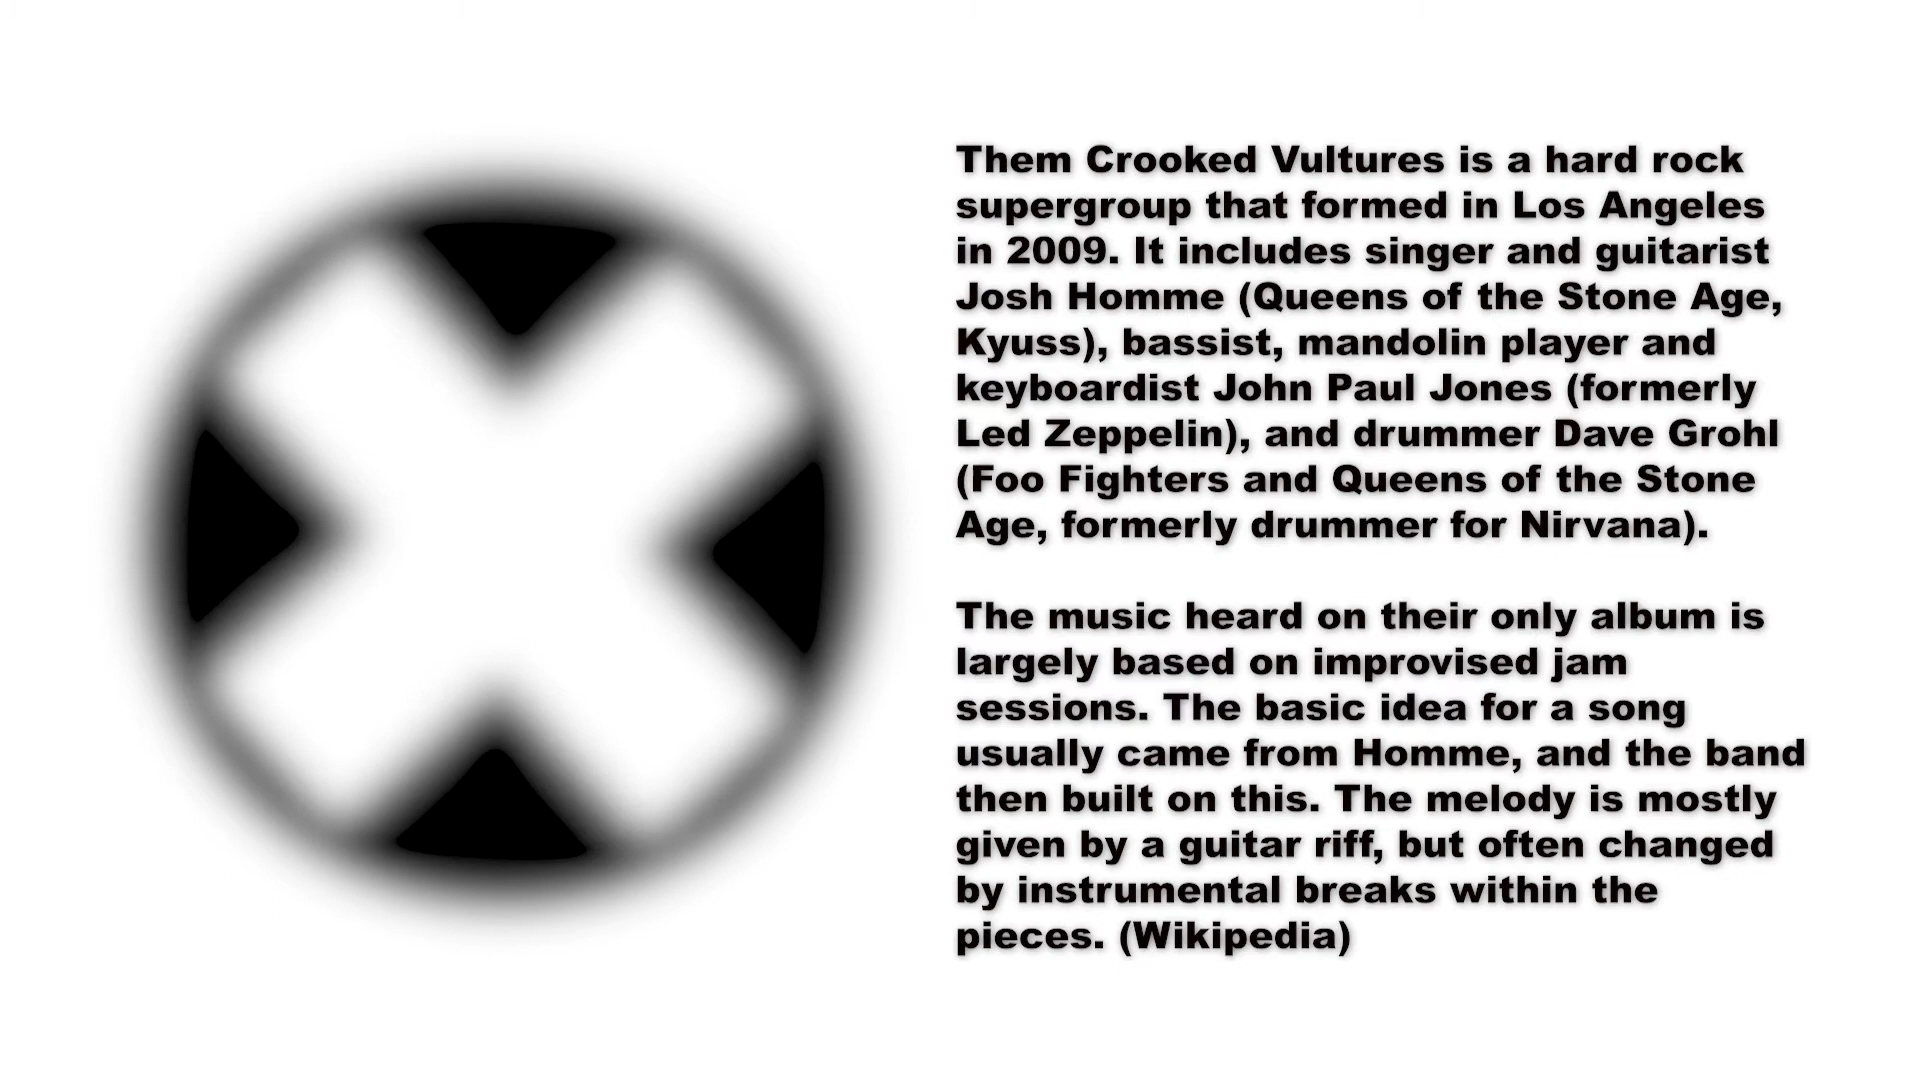 Them Crooked Vultures is a hard rock
supergroup that formed in Los Angeles
in 2009. It includes singer and guitarist
Josh Homme (Queens of the Stone Age,
Kyuss), bassist, mandolin player and
keyboardist John Paul Jones (formerly
Led Zeppelin), and drummer Dave Grohl
(Foo Fighters and Queens of the Stone
Age, formerly drummer for Nirvana).
The music heard on their only album is
largely based on improvised jam
sessions. The basic idea for a song
usually came from Homme, and the band
then built on this. The melody is mostly
given by a guitar riff, but often changed
by instrumental breaks within the
pieces. (Wikipedia)